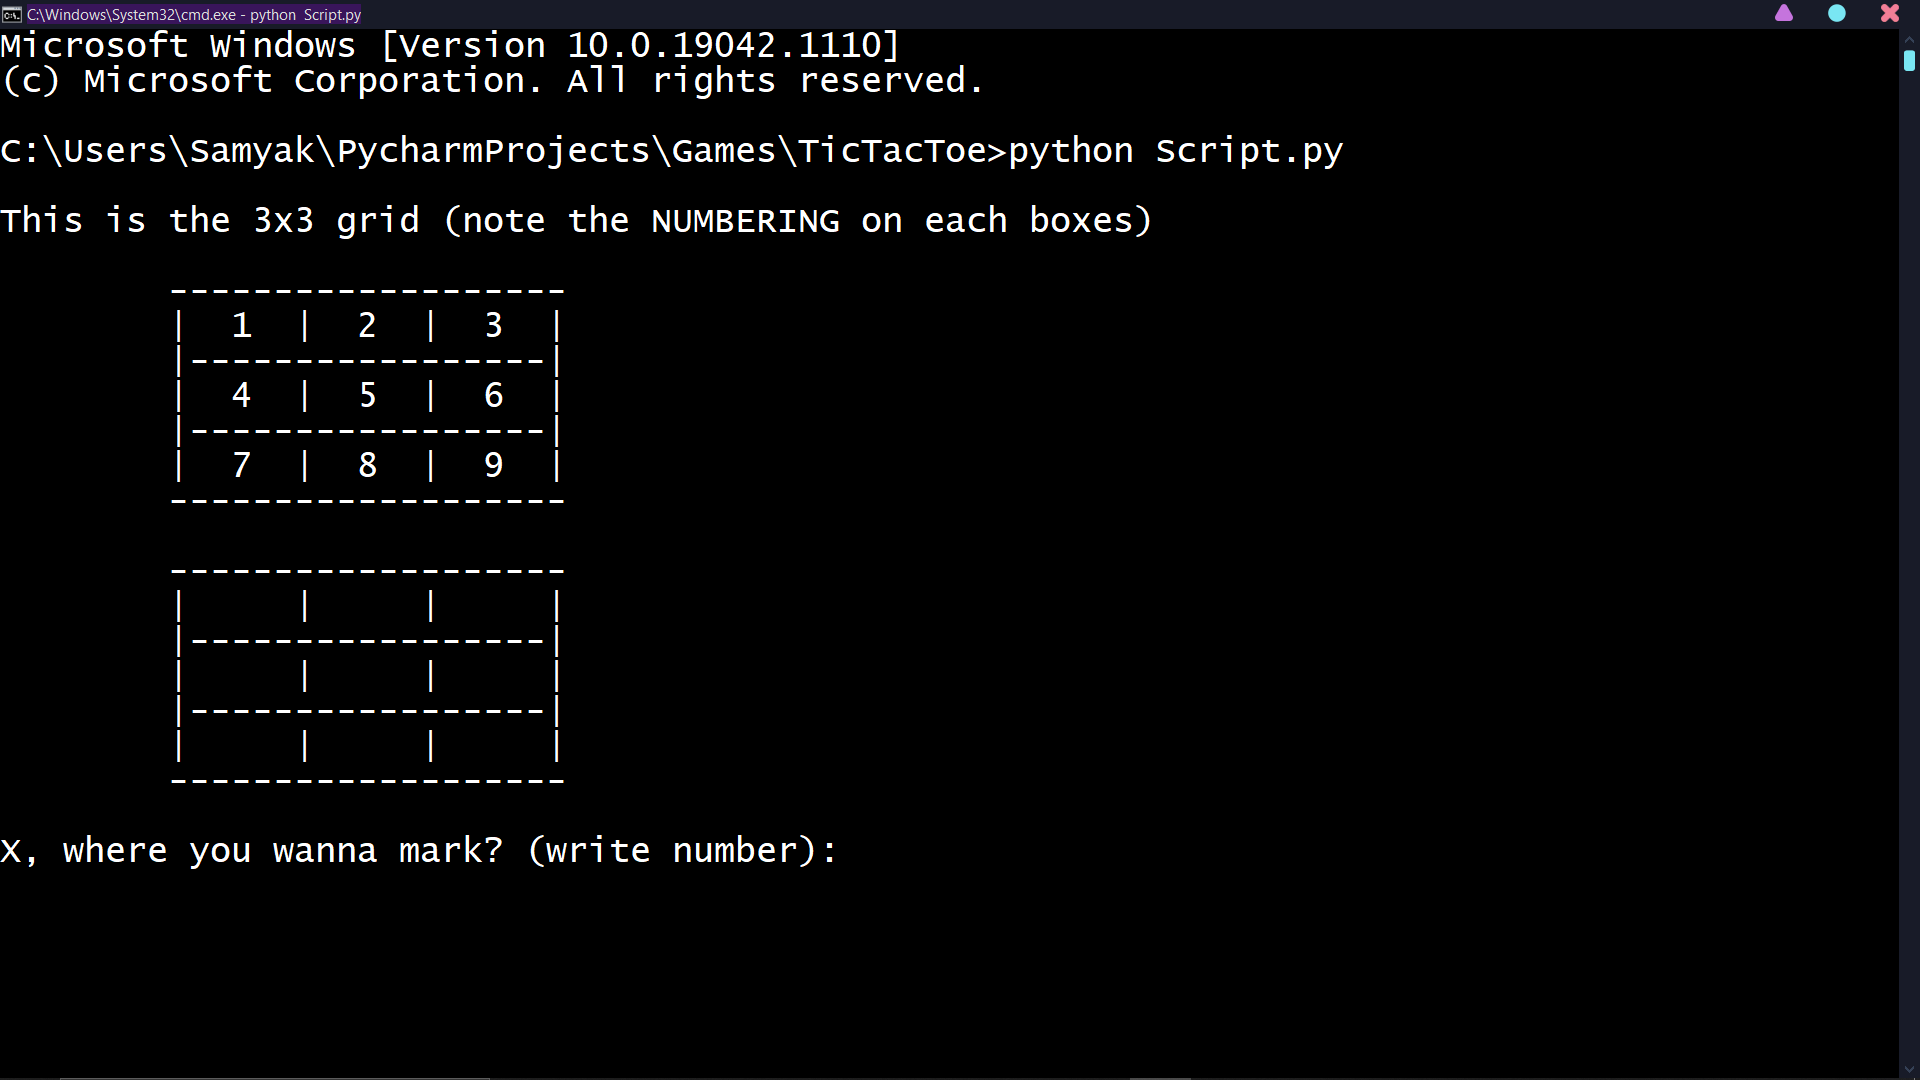 C:\Windows\System32\cmd.exe - python  Script.py
Microsoft Windows [Version 10.0.19042.1110]
(c) Microsoft Corporation. All rights reserved.
C:\Users\Samyak\PycharmProjects\Games\TicTacToe>python Script.py
This is the 3x3 grid (note the NUMBERING on each boxes)
-------------------
|  1  |  2  |  3  |
|-----------------|
|  4  |  5  |  6  |
|-----------------|
|  7  |  8  |  9  |
-------------------
-------------------
|     |     |     |
|-----------------|
|     |     |     |
|-----------------|
|     |     |     |
-------------------
X, where you wanna mark? (write number):